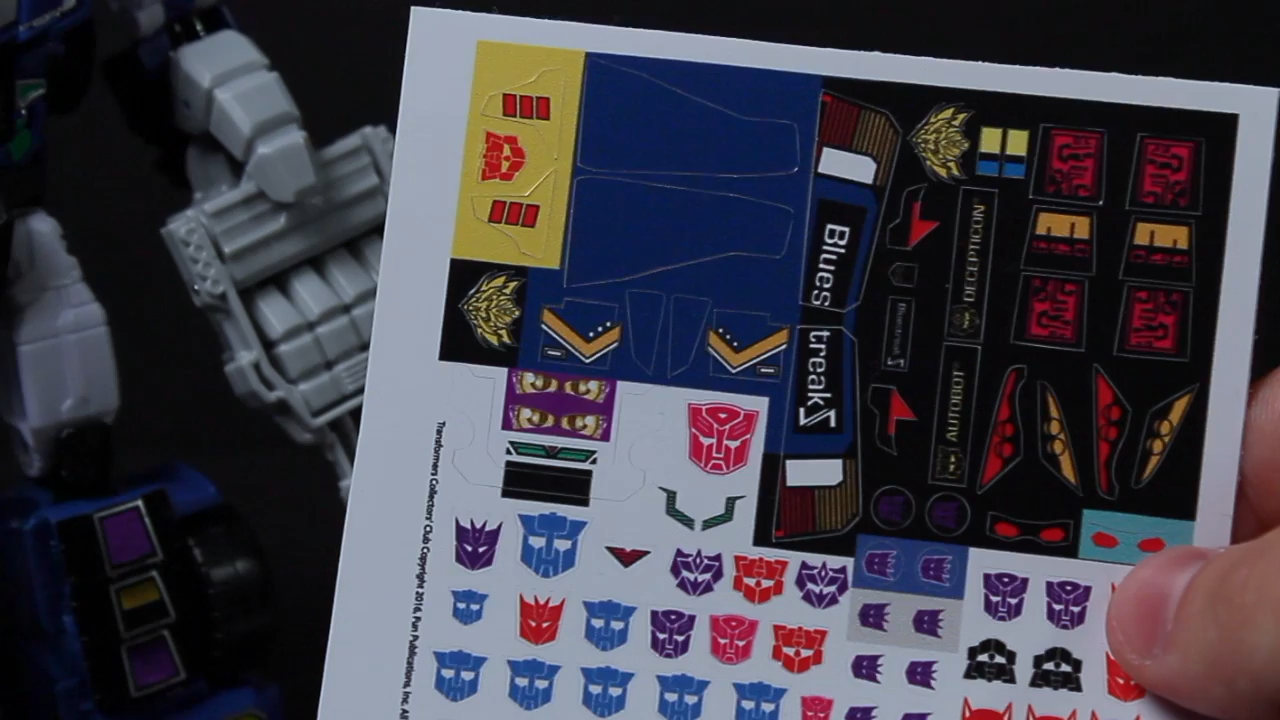 Blues
treak
DECEPTICON
AUTOBOT
Transformers Collectors' Club Copyright 2016, Fun Publications, Inc. All